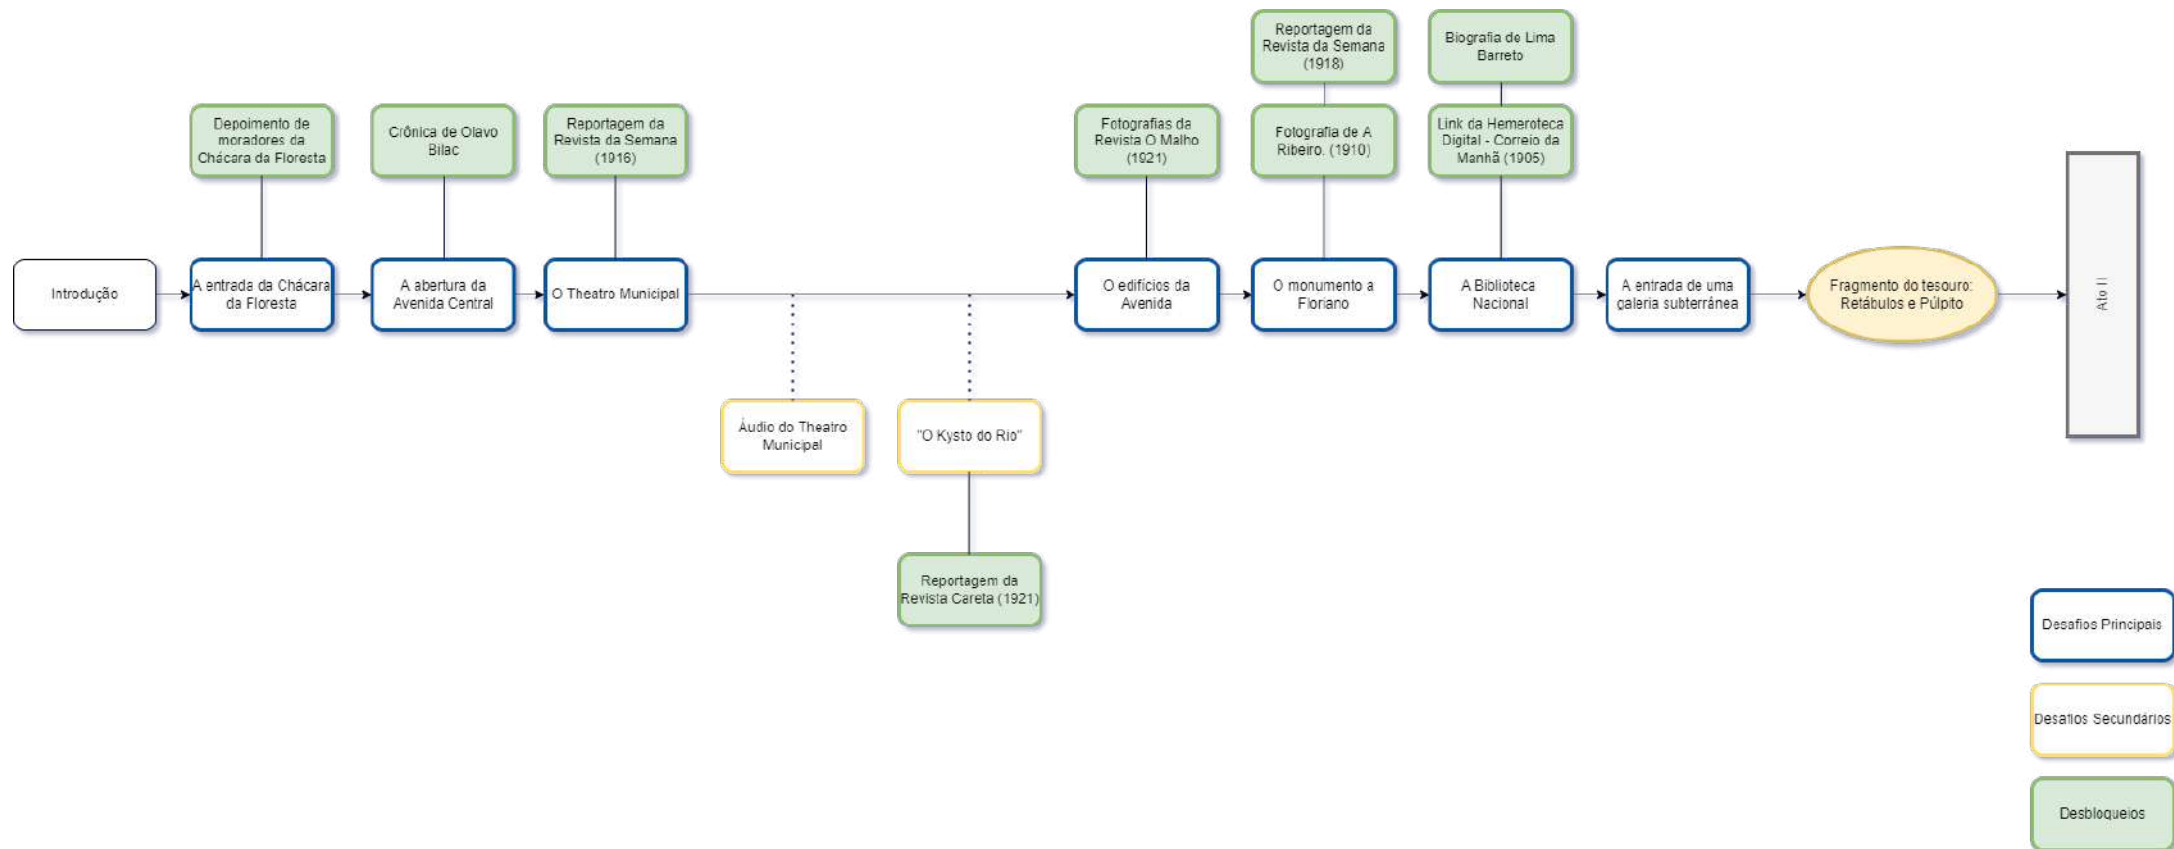 Reportagem da
Revista da Semana
(1918)
Biografia de Lima
Barreto
Depoimento de
moradores da
Chácara da Floresta
Crônica de Olavo
Bilac
Reportagem da
Revista da Semana
(1916)
Fotografias da
Revista O Malho
(1921)
Fotografia de A
Ribeiro. (1910)
Link da Hemeroteca
Digital - Correio da
Manhã (1905)
Introdução
A entrada da Chácara
da Floresta
A abertura da
Avenida Central
O Theatro Municipal
O edifícios da
Avenida
O monumento a
Floriano
A Biblioteca
Nacional
A entrada de uma
galeria subterrânea
Fragmento do tesouro:
Retábulos e Púlpito
Ato II
Áudio do Theatro
Municipal
"O Kysto do Rio"
Reportagem da
Revista Careta (1921)
Desafios Principais
Desafios Secundários
Desbloqueios